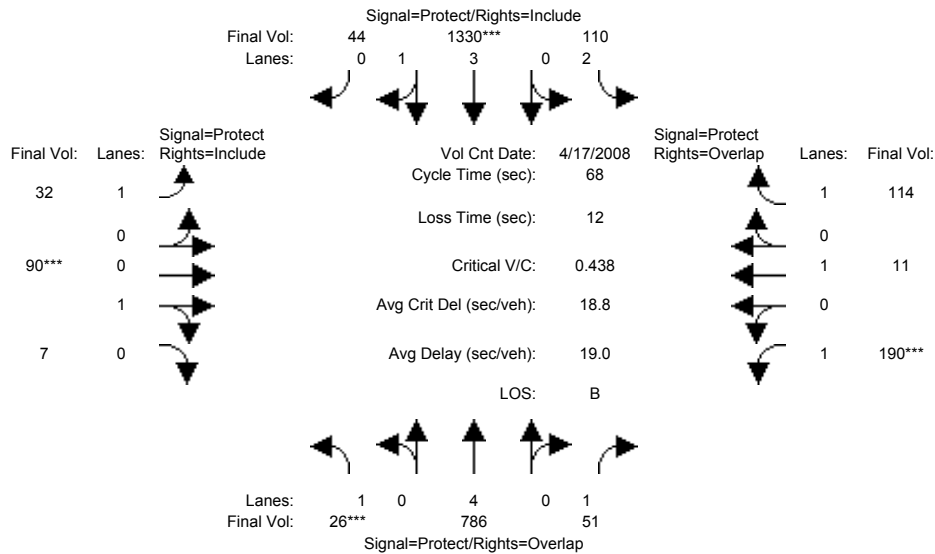 Signal=Protect/Rights=Include
Final Vol: 44 1330*** 110
Lanes: 0 1 3 0 2
Signal=Protect Signal=Protect
Final Vol: Lanes: Rights=Include Vol Cnt Date: 4/17/2008 Rights=Overlap Lanes: Final Vol:
Cycle Time (sec): 68
32 1 1 114
Loss Time (sec): 12
0 0
90*** 0 Critical V/C: 0.438 1 11
1 Avg Crit Del (sec/veh): 18.8 0
7 0 Avg Delay (sec/veh): 19.0 1 190***
LOS: B
Lanes: 1 0 4 0 1
Final Vol: 26*** 786 51
Signal=Protect/Rights=Overlap